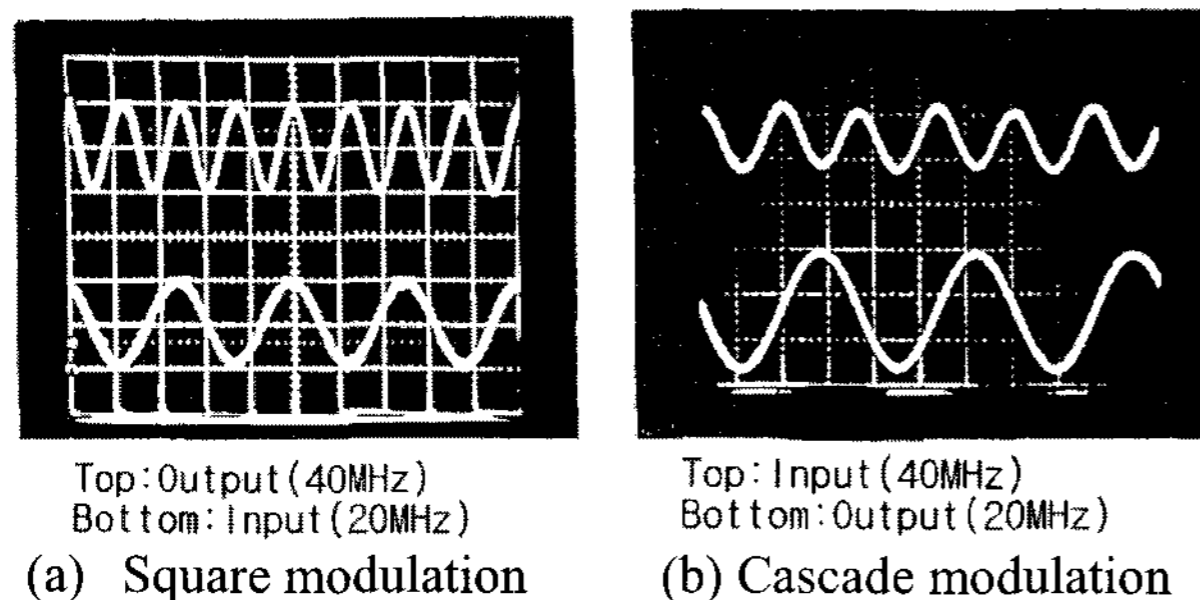 Top:Output(40MHz)
Bottom:Input(20MHz)
(a) Square modulation
Top:Input(40MHz)
Bottom:Output(20MHz)
(b) Cascade modulation